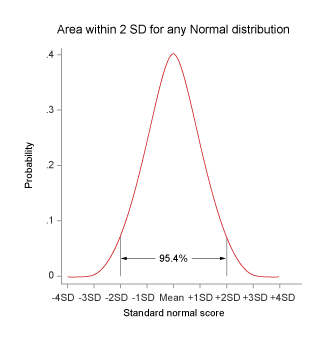 Area within 2 SD for any Normal distribution
.4
.3
.2
.1
0
Probability
95.4%
-4SD -3SD -2SD -1SD Mean +1SD +2SD +3SD +4SD
Standard normal score